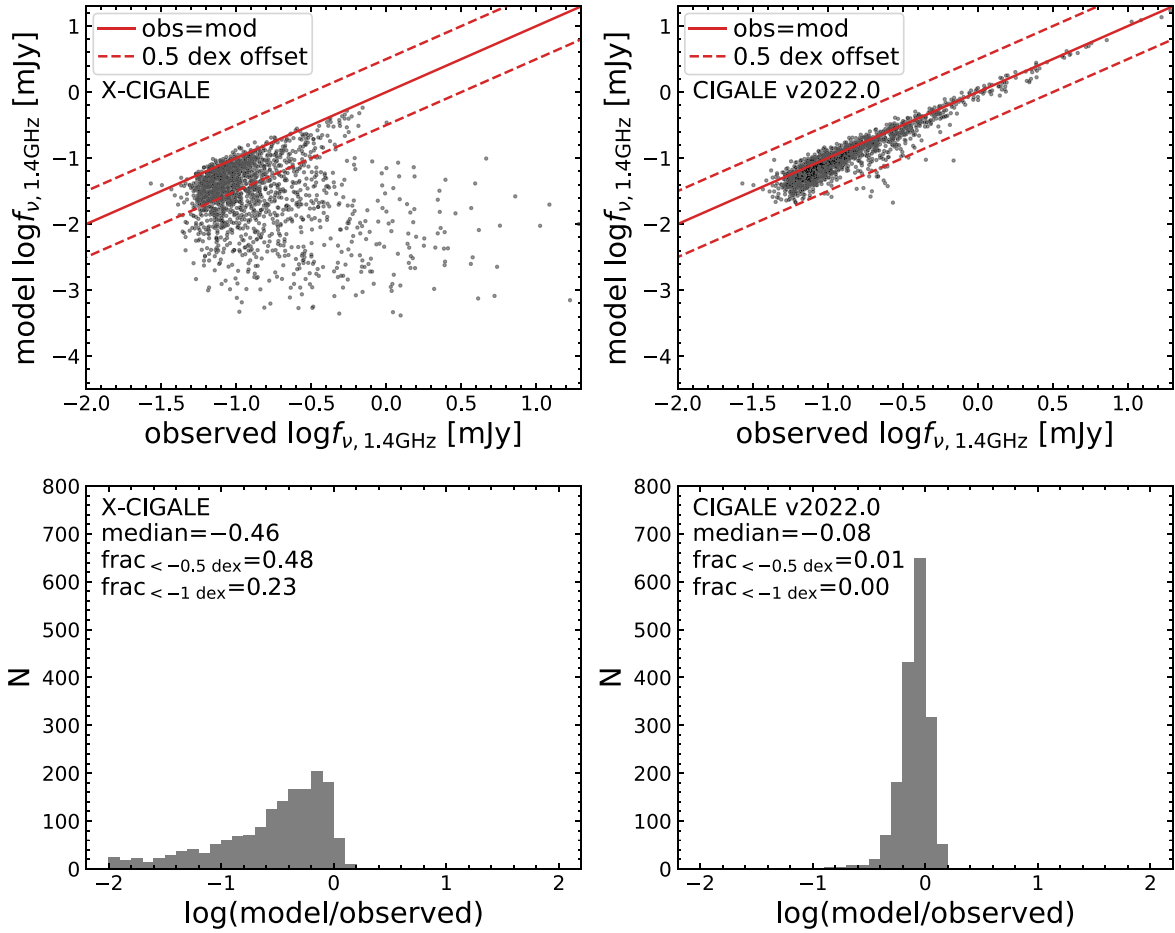 obs=mod
0.5 dex offset
X-CIGALE
1
0
−1
−2
−3
−4
model logf_{ν, 1.4GHz} [mJy]
−2.0 −1.5 −1.0 −0.5 0.0 0.5 1.0
observed logf_{ν, 1.4GHz} [mJy]
obs=mod
0.5 dex offset
CIGALE v2022.0
1
0
−1
−2
−3
−4
model logf_{ν, 1.4GHz} [mJy]
−2.0 −1.5 −1.0 −0.5 0.0 0.5 1.0
observed logf_{ν, 1.4GHz} [mJy]
X-CIGALE
median=−0.46
frac_{<−0.5 dex}=0.48
frac_{<−1 dex}=0.23
800
700
600
500
400
300
200
100
0
N
−2 −1 0 1 2
log(model/observed)
CIGALE v2022.0
median=−0.08
frac_{<−0.5 dex}=0.01
frac_{<−1 dex}=0.00
800
700
600
500
400
300
200
100
0
N
−2 −1 0 1 2
log(model/observed)